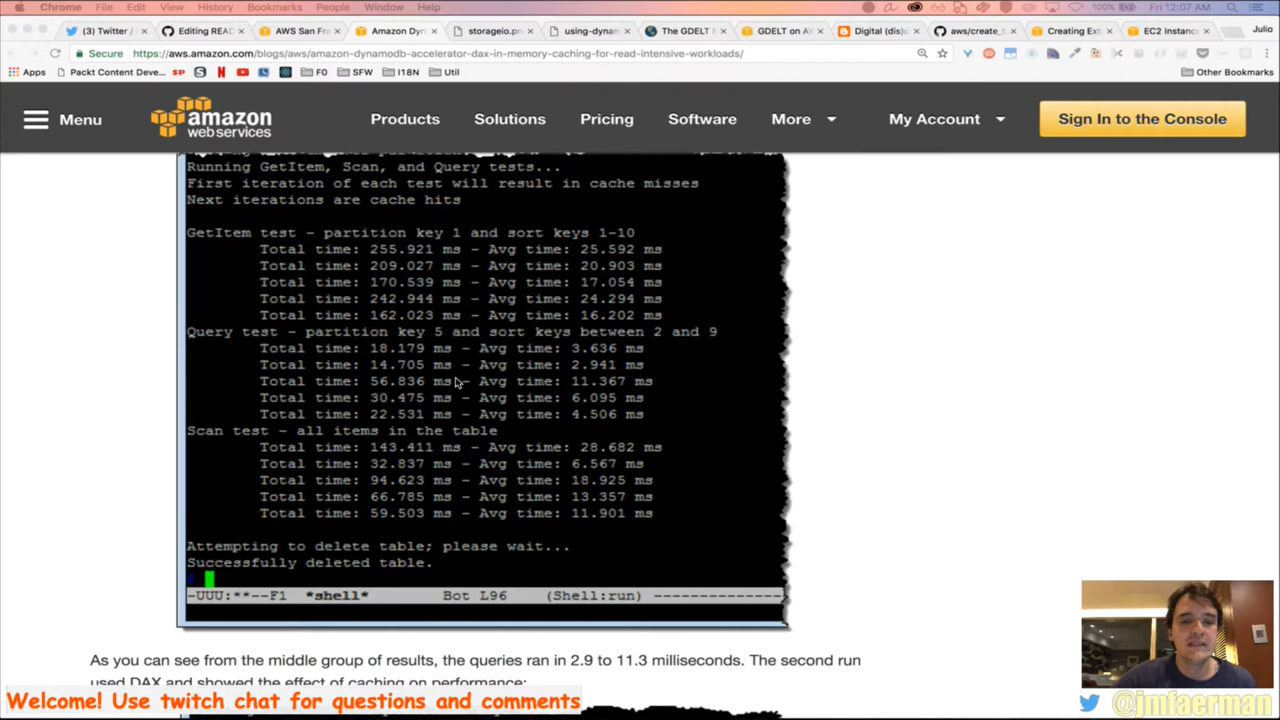 Chrome File Edit View History Bookmarks People Window Help 100% Fri 12:07 AM
(3) Twitter / Editing READ AWS San Fra Amazon Dyn storageio.pn using-dynam The GDELT GDELT on AV Digital (dis)c aws/create_t Creating Ext EC2 Instanc Julio
Secure https://aws.amazon.com/blogs/aws/amazon-dynamodb-accelerator-dax-in-memory-caching-for-read-intensive-workloads/
Apps Packt Content Deve... F0 SFW I18N Util Other Bookmarks
Menu amazon web services Products Solutions Pricing Software More My Account Sign In to the Console
Running GetItem, Scan, and Query tests...
First iteration of each test will result in cache misses
Next iterations are cache hits
GetItem test - partition key 1 and sort keys 1-10
Total time: 255.921 ms - Avg time: 25.592 ms
Total time: 209.027 ms - Avg time: 20.903 ms
Total time: 170.539 ms - Avg time: 17.054 ms
Total time: 242.944 ms - Avg time: 24.294 ms
Total time: 162.023 ms - Avg time: 16.202 ms
Query test - partition key 5 and sort keys between 2 and 9
Total time: 18.179 ms - Avg time: 3.636 ms
Total time: 14.705 ms - Avg time: 2.941 ms
Total time: 56.836 ms - Avg time: 11.367 ms
Total time: 30.475 ms - Avg time: 6.095 ms
Total time: 22.531 ms - Avg time: 4.506 ms
Scan test - all items in the table
Total time: 143.411 ms - Avg time: 28.682 ms
Total time: 32.837 ms - Avg time: 6.567 ms
Total time: 94.623 ms - Avg time: 18.925 ms
Total time: 66.785 ms - Avg time: 13.357 ms
Total time: 59.503 ms - Avg time: 11.901 ms
Attempting to delete table; please wait...
Successfully deleted table.
-UUU:**--F1 *shell* Bot L96 (Shell:run) --------------
As you can see from the middle group of results, the queries ran in 2.9 to 11.3 milliseconds. The second run
used DAX and showed the effect of caching on performance:
Welcome! Use twitch chat for questions and comments
@jmfaerman